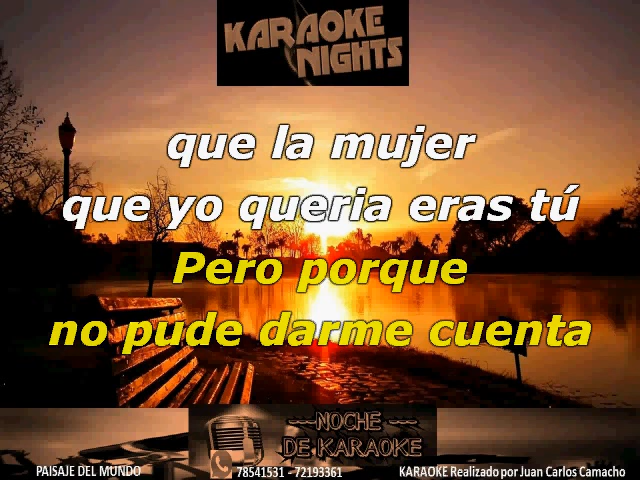 KARAOKE
NIGHTS
que la mujer
que yo queria eras tú
Pero porque
no pude darme cuenta
---NOCHE---
DE KARAOKE
PAISAJE DEL MUNDO
78541531 - 72193361
KARAOKE Realizado por Juan Carlos Camacho